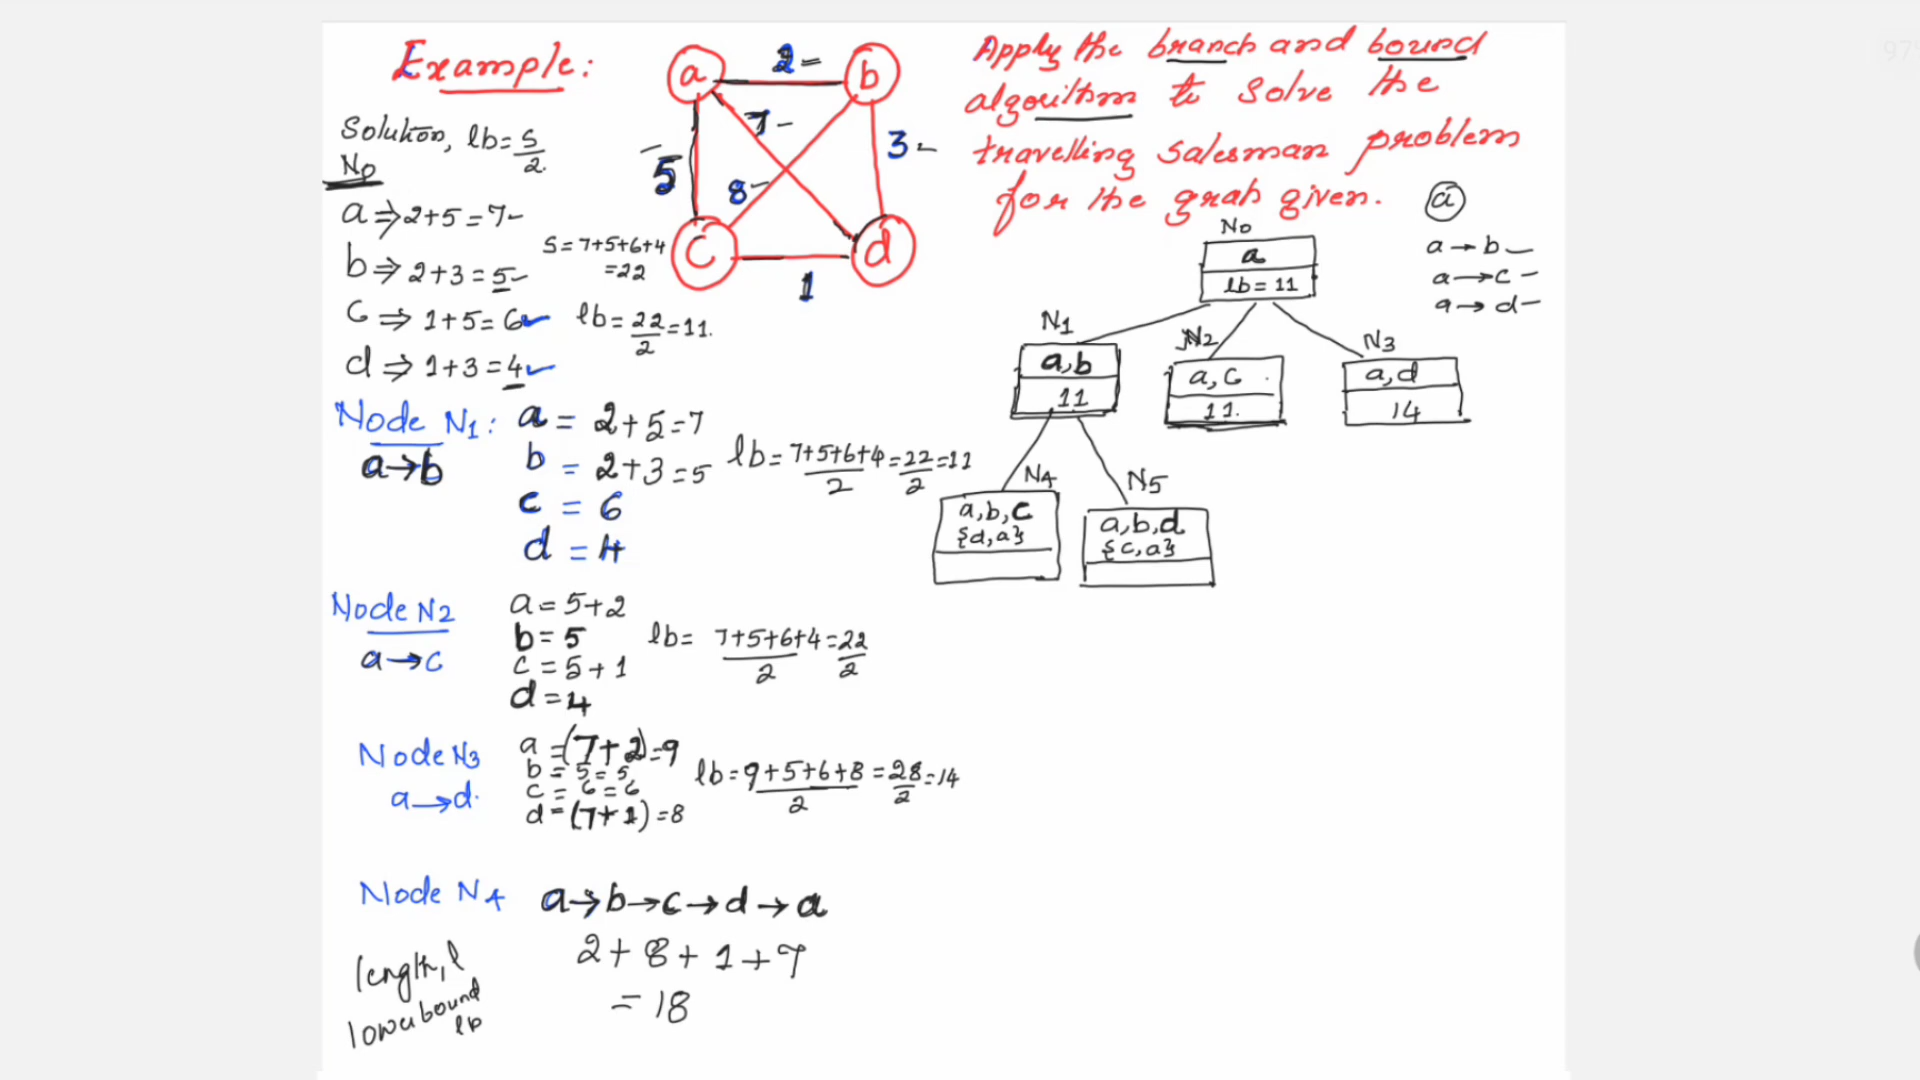 Example:
Apply the branch and bound
algorithm to solve the
travelling salesman problem
for the grah given.
a
a
2=
b
7-
5
8-
3-
c
d
1
Solution, lb=S/2.
N0
a⇒2+5=7-
b⇒2+3=5-
c⇒1+5=6✓
d⇒1+3=4✓
S=7+5+6+4
=22
lb=22/2=11.
a→b-
a→c-
a→d-
N0
a
lb=11
N1
a,b
11
N2
a,c
11.
N3
a,d
14
N4
a,b,c
{d,a}
N5
a,b,d
{c,a}
Node N1:
a→b
a = 2+5=7
b = 2+3=5
c = 6
d = 4
lb=7+5+6+4/2=22/2=11
Node N2
a→c
a=5+2
b=5
c=5+1
d=4
lb= 7+5+6+4/2=22/2
Node N3
a→d.
a=(7+2)=9
b=5=5
c=6=6
d=(7+1)=8
lb=9+5+6+8/2=28/2=14
Node N4
a→b→c→d→a
2+8+1+7
=18
length, l
lowerbound
lb
97%